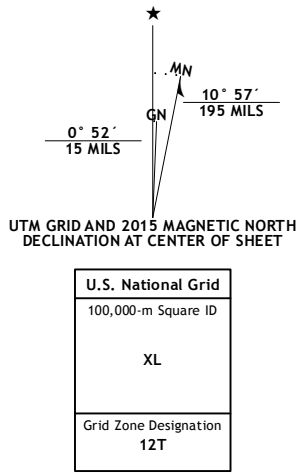 ★
MN
GN
10° 57´
195 MILS
0° 52´
15 MILS
UTM GRID AND 2015 MAGNETIC NORTH
DECLINATION AT CENTER OF SHEET
U.S. National Grid
100,000-m Square ID
XL
Grid Zone Designation
12T